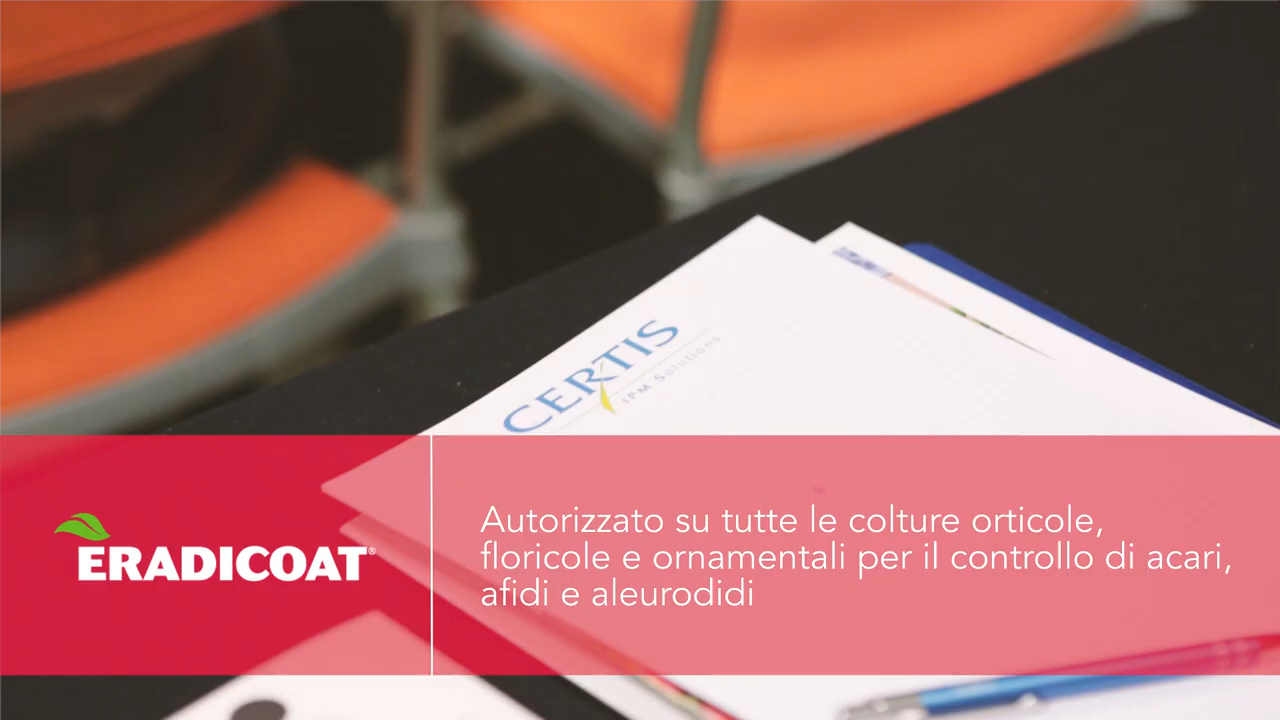 CERTIS
IPM Solutions
ERADICOAT®
Autorizzato su tutte le colture orticole,
floricole e ornamentali per il controllo di acari,
afidi e aleurodidi